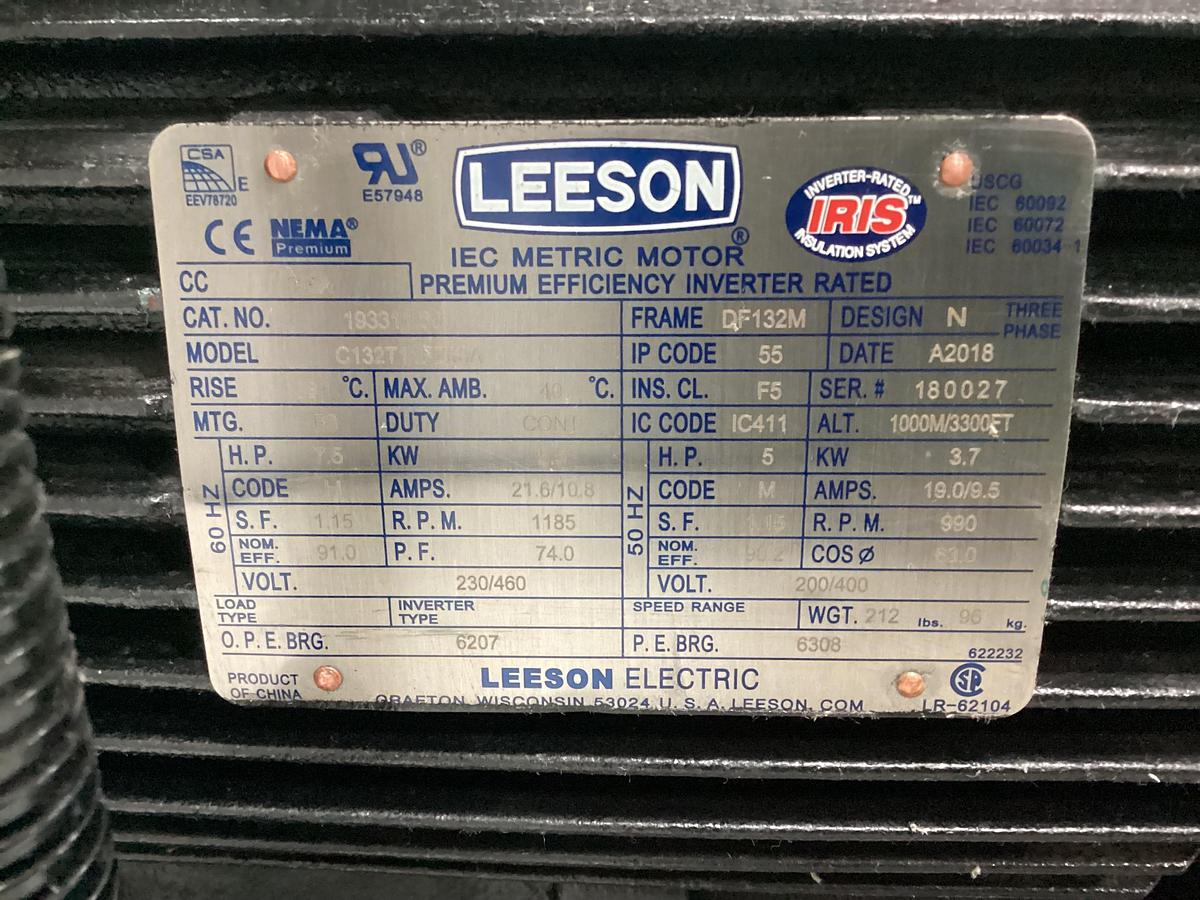 CSA
E
EEV78720
RU®
E57948
LEESON®
INVERTER-RATED
IRIS™
INSULATION SYSTEM
USCG
IEC 60092
IEC 60072
IEC 60034-1
CE NEMA® Premium
IEC METRIC MOTOR
CC PREMIUM EFFICIENCY INVERTER RATED
CAT. NO. FRAME DF132M DESIGN N THREE PHASE
MODEL IP CODE 55 DATE A2018
RISE °C. MAX. AMB. 40 °C. INS. CL. F5 SER. # 180027
MTG. DUTY CONT IC CODE IC411 ALT. 1000M/3300FT
60 HZ
H. P. 7.5 KW
CODE H AMPS. 21.6/10.8
S. F. 1.15 R. P. M. 1185
NOM. EFF. 91.0 P. F. 74.0
VOLT. 230/460
50 HZ
H. P. 5 KW 3.7
CODE M AMPS. 19.0/9.5
S. F. 1.15 R. P. M. 990
NOM. EFF. 90.2 COS Ø
VOLT. 200/400
LOAD TYPE INVERTER TYPE SPEED RANGE WGT. 212 lbs. 96 kg.
O. P. E. BRG. 6207 P. E. BRG. 6308
622232
PRODUCT OF CHINA
LEESON ELECTRIC
GRAFTON, WISCONSIN 53024 U. S. A. LEESON. COM
LR-62104